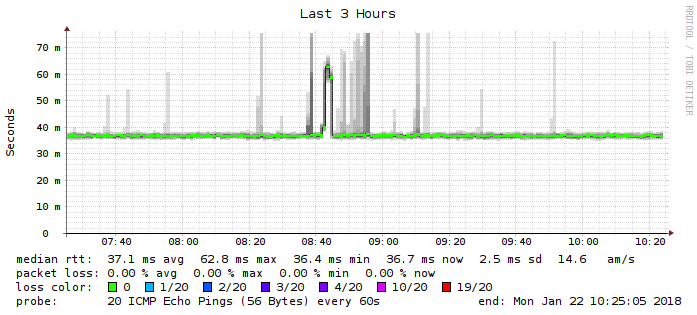 Last 3 Hours
RRDTOOL / TOBI OETIKER
Seconds
70 m
60 m
50 m
40 m
30 m
20 m
10 m
0
07:40 08:00 08:20 08:40 09:00 09:20 09:40 10:00 10:20
median rtt: 37.1 ms avg 62.8 ms max 36.4 ms min 36.7 ms now 2.5 ms sd 14.6 am/s
packet loss: 0.00 % avg 0.00 % max 0.00 % min 0.00 % now
loss color: 0 1/20 2/20 3/20 4/20 10/20 19/20
probe: 20 ICMP Echo Pings (56 Bytes) every 60s end: Mon Jan 22 10:25:05 2018